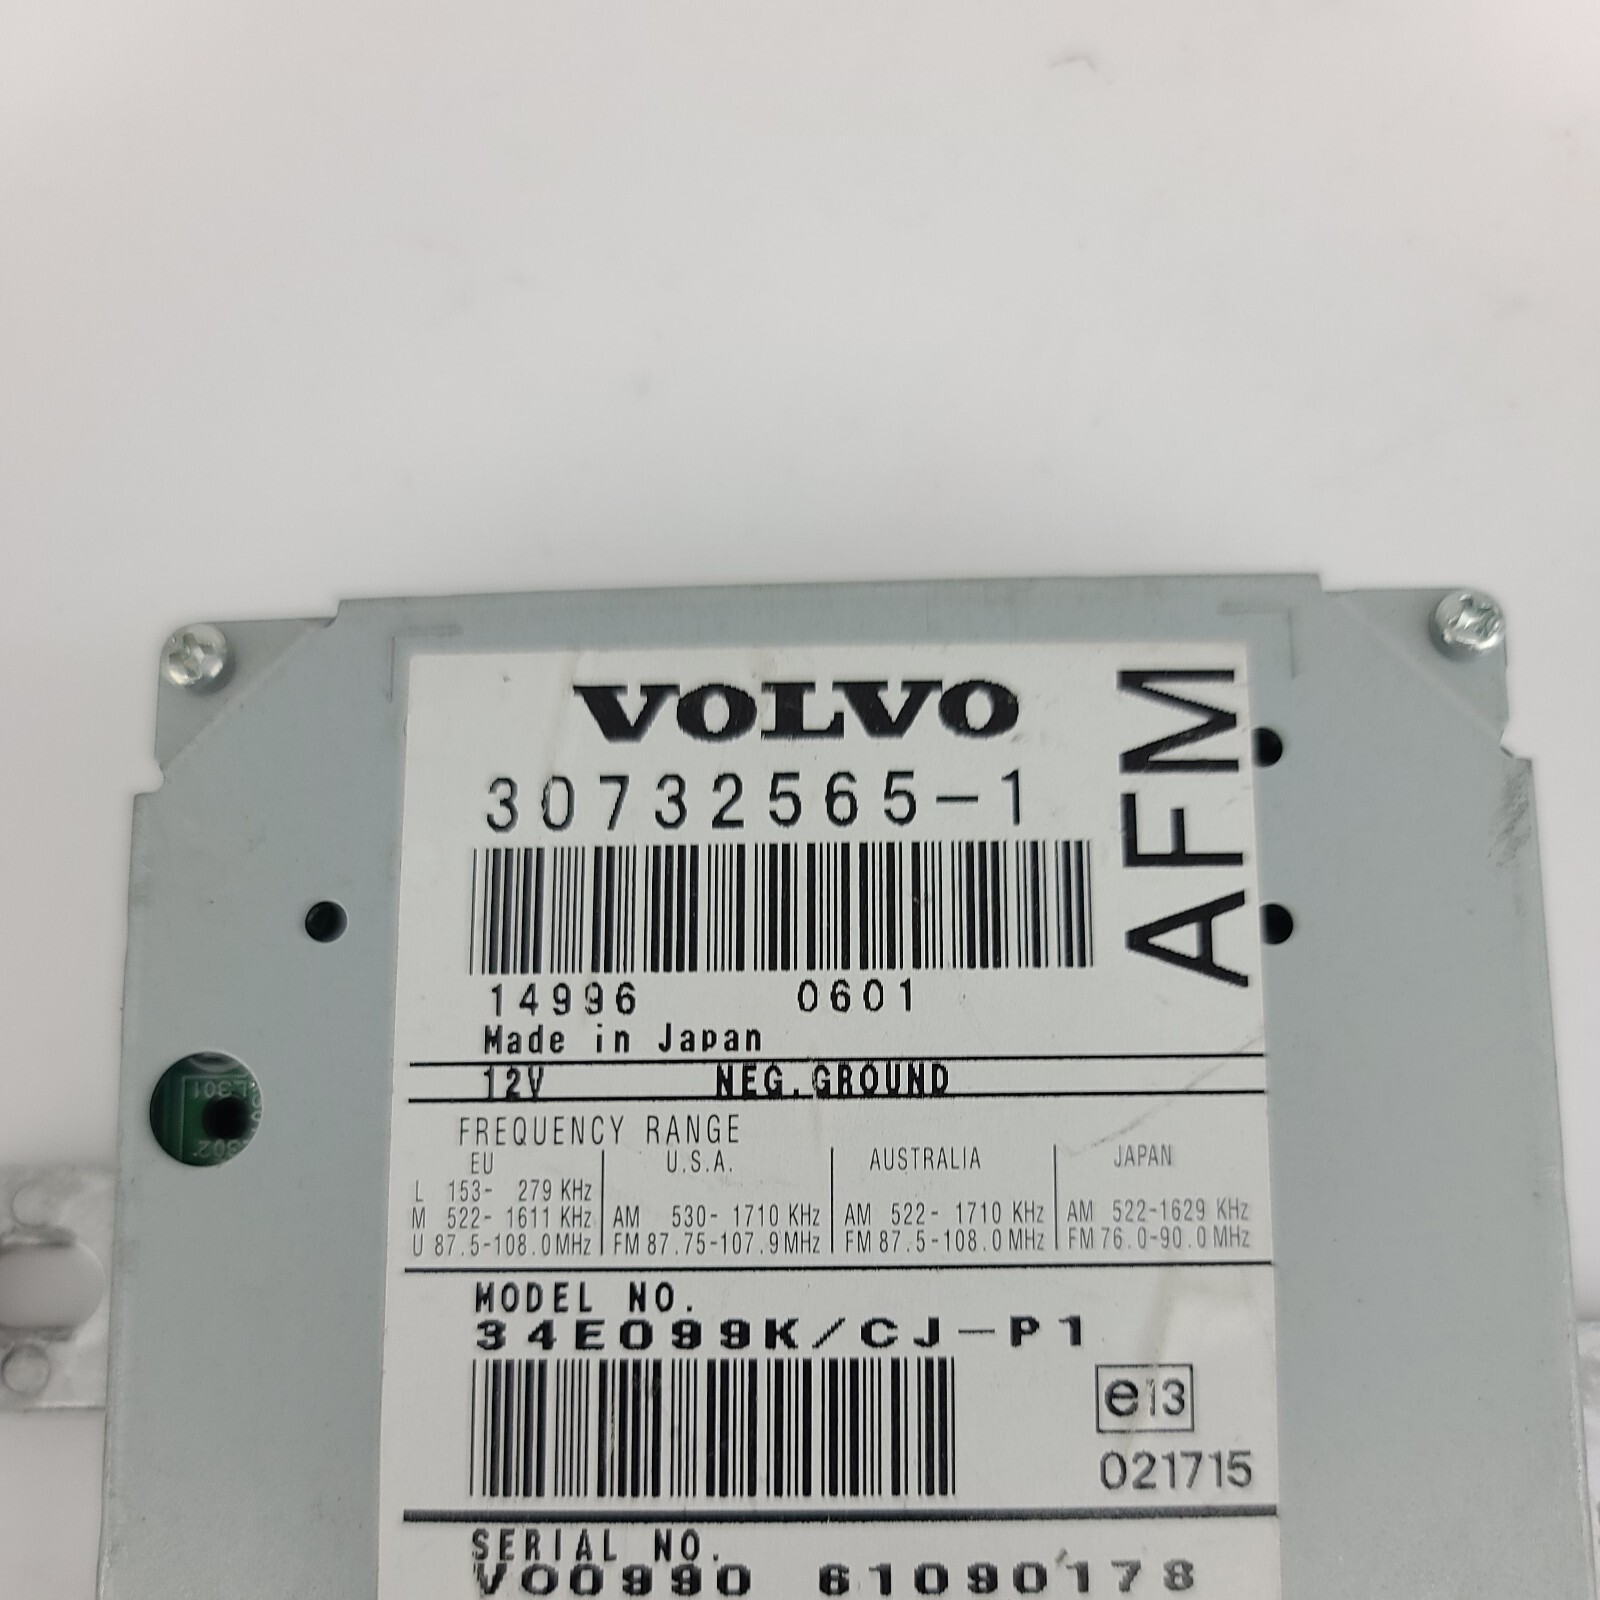 VOLVO
30732565-1
AFM
14996 0601
Made in Japan
12V NEG. GROUND
FREQUENCY RANGE
EU U.S.A. AUSTRALIA JAPAN
L 153- 279 KHz
M 522- 1611 KHz AM 530- 1710 KHz AM 522- 1710 KHz AM 522-1629 KHz
U 87.5-108.0MHz FM 87.75-107.9MHz FM 87.5-108.0MHz FM 76.0-90.0MHz
MODEL NO.
34E099K/CJ-P1
e13
021715
SERIAL NO.
V00990 61090178
L301
302